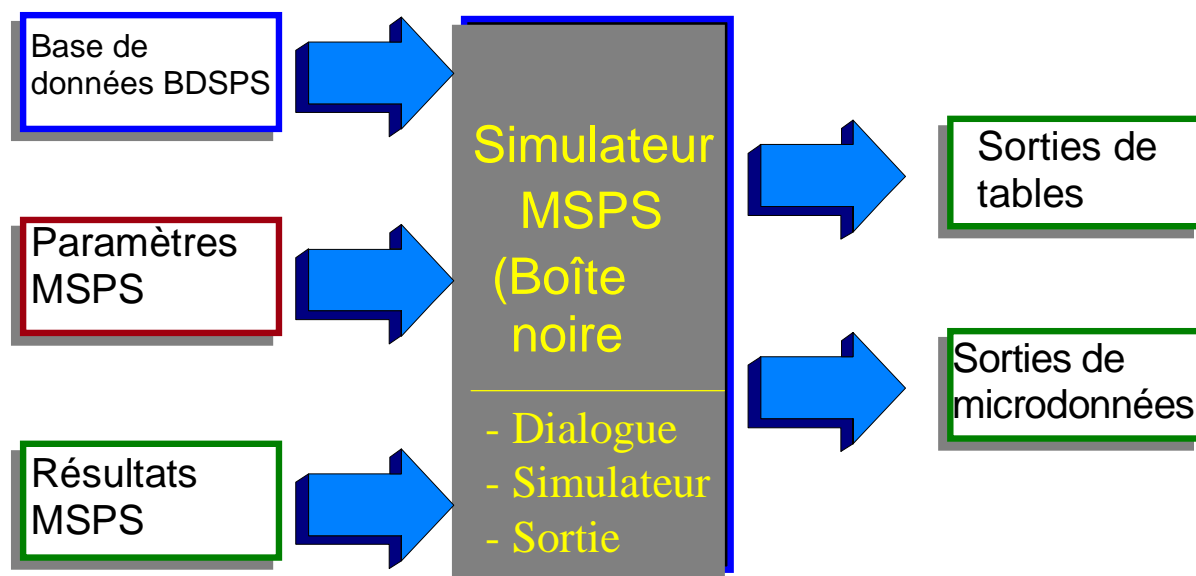 Base de
données BDSPS
Paramètres
MSPS
Résultats
MSPS
Simulateur
MSPS
(Boîte
noire
- Dialogue
- Simulateur
- Sortie
Sorties de
tables
Sorties de
microdonnées